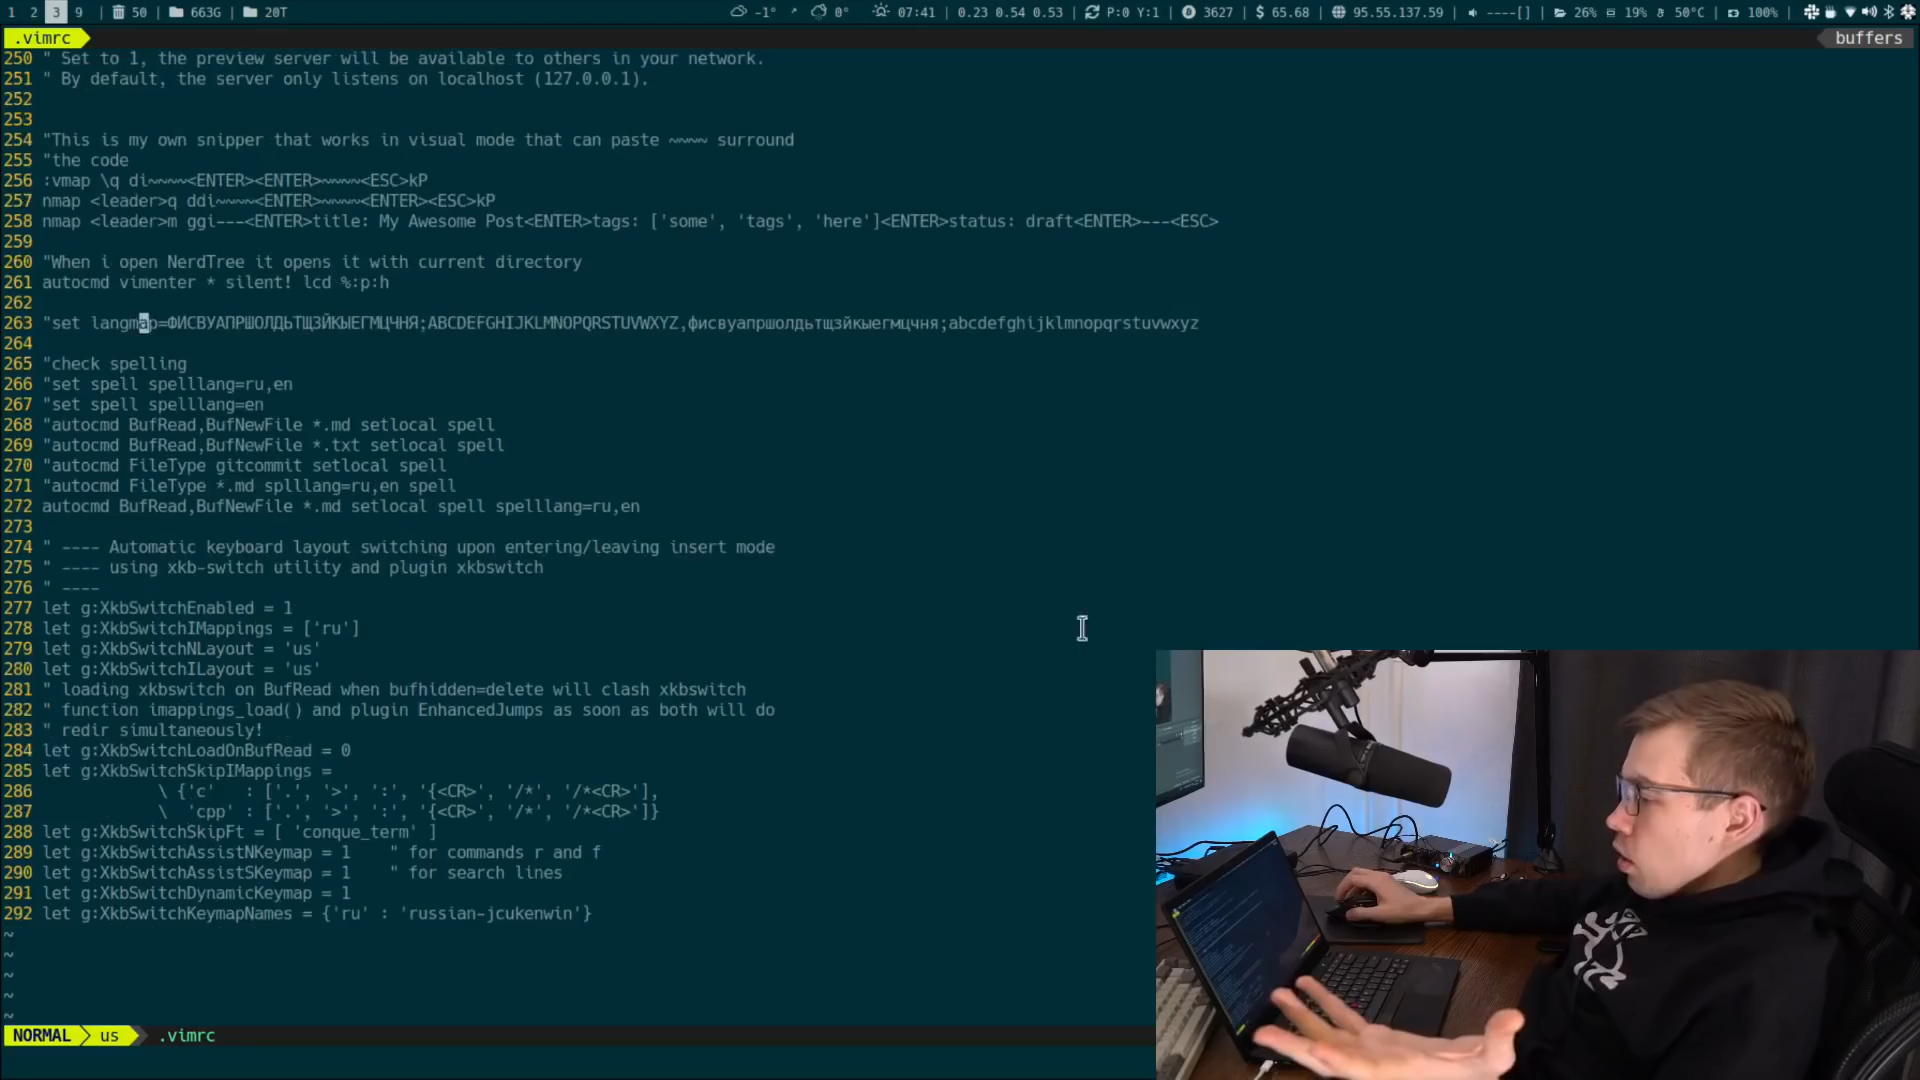 1 2 3 9 | 50 | 663G | 20T
-1° 0° 07:41 | 0.23 0.54 0.53 | P:0 Y:1 | 3627 | $ 65.68 | 95.55.137.59 | ----[] | 26% 19% 50°C | 100% |
.vimrc
buffers
250 " Set to 1, the preview server will be available to others in your network.
251 " By default, the server only listens on localhost (127.0.0.1).
252
253
254 "This is my own snipper that works in visual mode that can paste ~~~~ surround
255 "the code
256 :vmap \q di~~~~<ENTER><ENTER>~~~~<ESC>kP
257 nmap <leader>q ddi~~~~<ENTER>~~~~<ENTER><ESC>kP
258 nmap <leader>m ggi---<ENTER>title: My Awesome Post<ENTER>tags: ['some', 'tags', 'here']<ENTER>status: draft<ENTER>---<ESC>
259
260 "When i open NerdTree it opens it with current directory
261 autocmd vimenter * silent! lcd %:p:h
262
263 "set langmap=ФИСВУАПРШОЛДЬТЩЗЙКЫЕГМЦЧНЯ;ABCDEFGHIJKLMNOPQRSTUVWXYZ,фисвуапршолдьтщзйкыегмцчня;abcdefghijklmnopqrstuvwxyz
264
265 "check spelling
266 "set spell spelllang=ru,en
267 "set spell spelllang=en
268 "autocmd BufRead,BufNewFile *.md setlocal spell
269 "autocmd BufRead,BufNewFile *.txt setlocal spell
270 "autocmd FileType gitcommit setlocal spell
271 "autocmd FileType *.md splllang=ru,en spell
272 autocmd BufRead,BufNewFile *.md setlocal spell spelllang=ru,en
273
274 " ---- Automatic keyboard layout switching upon entering/leaving insert mode
275 " ---- using xkb-switch utility and plugin xkbswitch
276 " ----
277 let g:XkbSwitchEnabled = 1
278 let g:XkbSwitchIMappings = ['ru']
279 let g:XkbSwitchNLayout = 'us'
280 let g:XkbSwitchILayout = 'us'
281 " loading xkbswitch on BufRead when bufhidden=delete will clash xkbswitch
282 " function imappings_load() and plugin EnhancedJumps as soon as both will do
283 " redir simultaneously!
284 let g:XkbSwitchLoadOnBufRead = 0
285 let g:XkbSwitchSkipIMappings =
286 \ {'c' : ['.', '>', ':', '{<CR>', '/*', '/*<CR>'],
287 \ 'cpp' : ['.', '>', ':', '{<CR>', '/*', '/*<CR>']}
288 let g:XkbSwitchSkipFt = [ 'conque_term' ]
289 let g:XkbSwitchAssistNKeymap = 1 " for commands r and f
290 let g:XkbSwitchAssistSKeymap = 1 " for search lines
291 let g:XkbSwitchDynamicKeymap = 1
292 let g:XkbSwitchKeymapNames = {'ru' : 'russian-jcukenwin'}
~
~
~
~
~
NORMAL us .vimrc